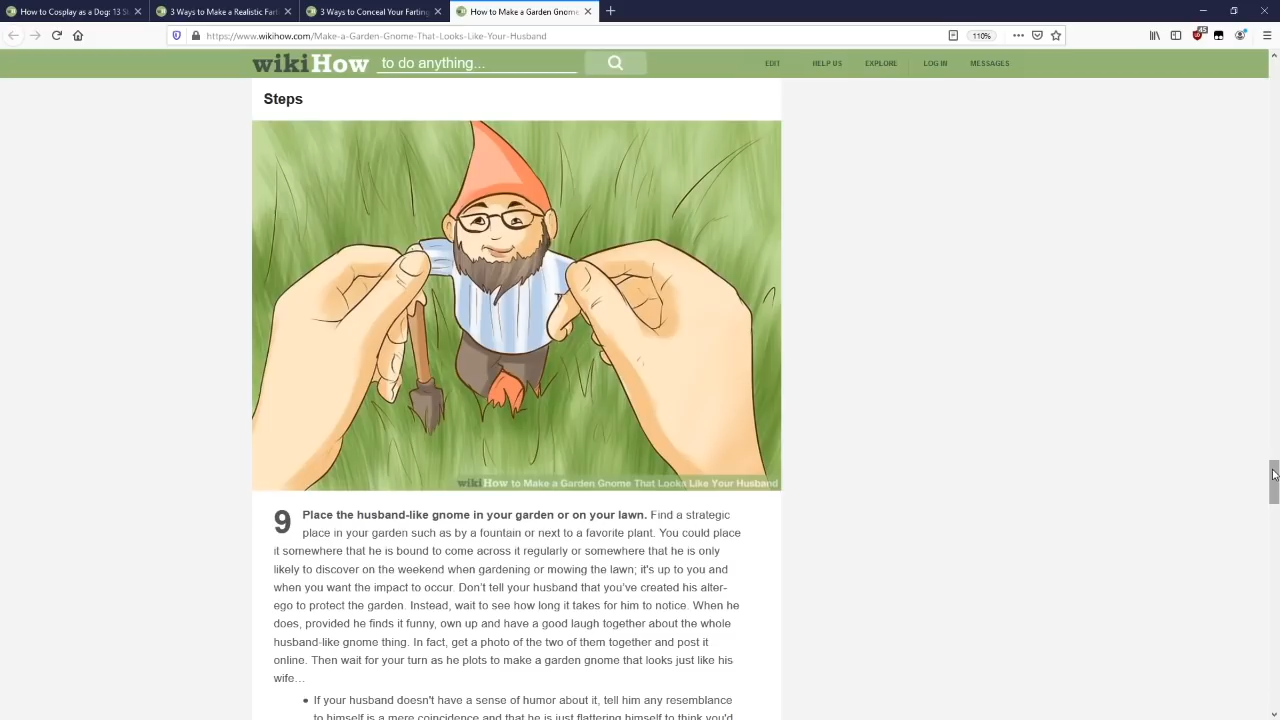 How to Cosplay as a Dog: 13 St
3 Ways to Make a Realistic Fart
3 Ways to Conceal Your Farting
How to Make a Garden Gnome
https://www.wikihow.com/Make-a-Garden-Gnome-That-Looks-Like-Your-Husband
110%
wikiHow to do anything...
EDIT
HELP US
EXPLORE
LOG IN
MESSAGES
Steps
wikiHow to Make a Garden Gnome That Looks Like Your Husband
9 Place the husband-like gnome in your garden or on your lawn. Find a strategic
place in your garden such as by a fountain or next to a favorite plant. You could place
it somewhere that he is bound to come across it regularly or somewhere that he is only
likely to discover on the weekend when gardening or mowing the lawn; it's up to you and
when you want the impact to occur. Don't tell your husband that you've created his alter-
ego to protect the garden. Instead, wait to see how long it takes for him to notice. When he
does, provided he finds it funny, own up and have a good laugh together about the whole
husband-like gnome thing. In fact, get a photo of the two of them together and post it
online. Then wait for your turn as he plots to make a garden gnome that looks just like his
wife…
• If your husband doesn't have a sense of humor about it, tell him any resemblance
to himself is a mere coincidence and that he is just flattering himself to think you'd